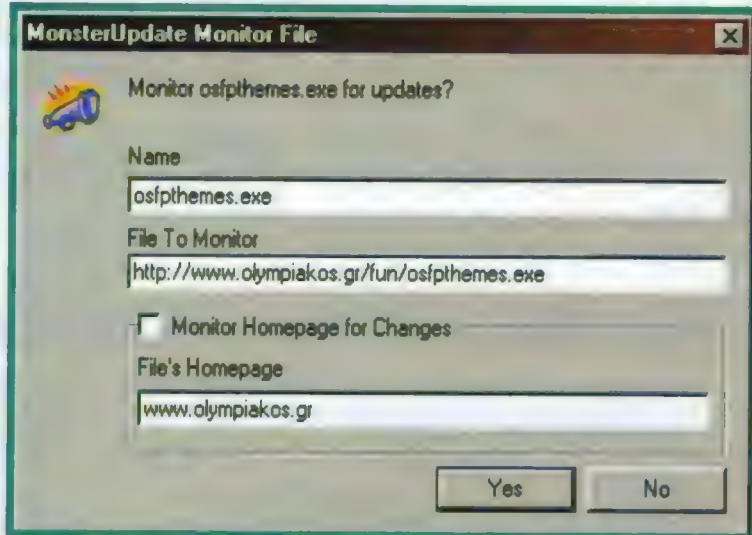 MonsterUpdate Monitor File
Monitor osfpthemes.exe for updates?
Name
osfpthemes.exe
File To Monitor
http://www.olympiakos.gr/fun/osfpthemes.exe
Monitor Homepage for Changes
File's Homepage
www.olympiakos.gr
Yes
No